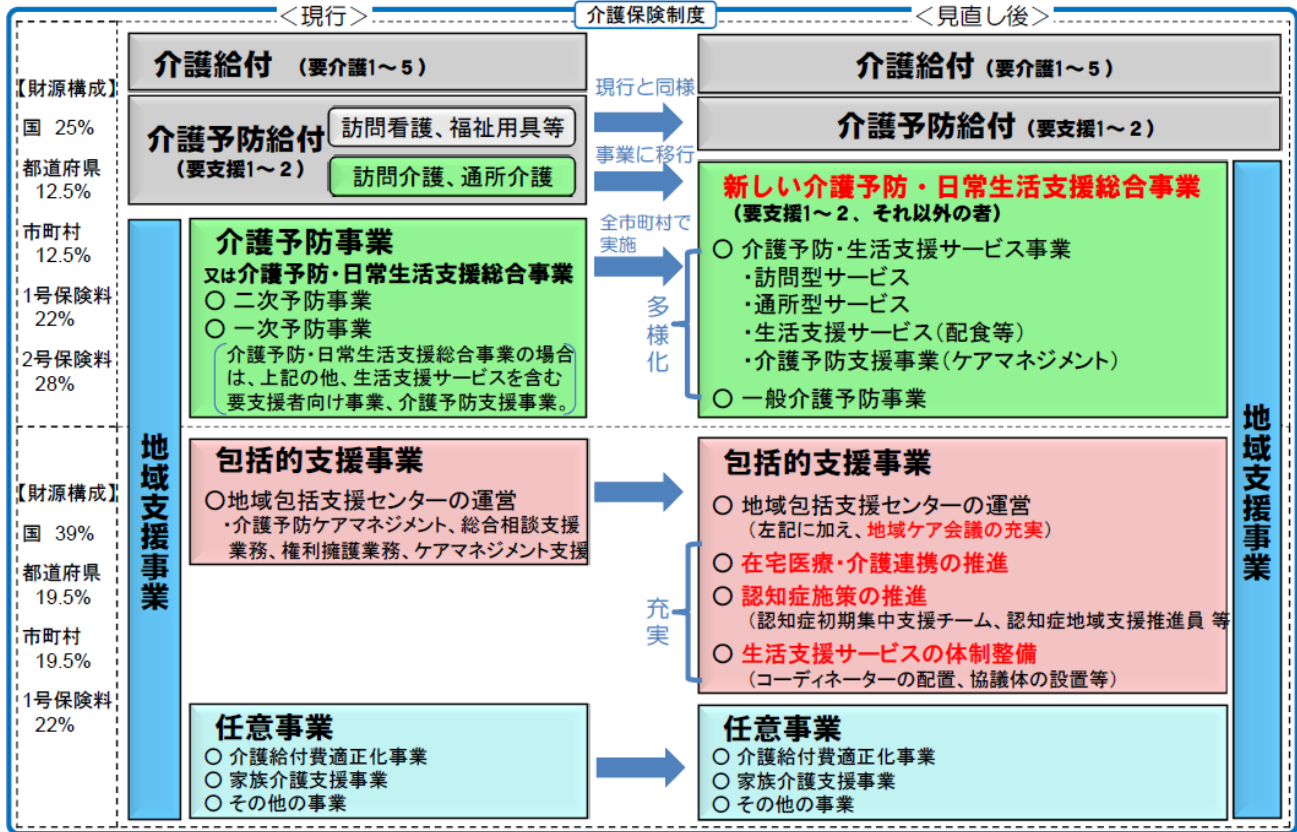 介護保険制度
＜現行＞
＜見直し後＞
【財源構成】
国 25%
都道府県
12.5%
市町村
12.5%
1号保険料
22%
2号保険料
28%
【財源構成】
国 39%
都道府県
19.5%
市町村
19.5%
1号保険料
22%
介護給付 （要介護1～5）
介護予防給付
（要支援1～2）
訪問看護、福祉用具等
訪問介護、通所介護
地域支援事業
介護予防事業
又は介護予防・日常生活支援総合事業
○ 二次予防事業
○ 一次予防事業
介護予防・日常生活支援総合事業の場合
は、上記の他、生活支援サービスを含む
要支援者向け事業、介護予防支援事業。
包括的支援事業
○地域包括支援センターの運営
・介護予防ケアマネジメント、総合相談支援
業務、権利擁護業務、ケアマネジメント支援
任意事業
○ 介護給付費適正化事業
○ 家族介護支援事業
○ その他の事業
現行と同様
事業に移行
全市町村で
実施
多様化
充実
介護給付（要介護1～5）
介護予防給付（要支援1～2）
新しい介護予防・日常生活支援総合事業
（要支援1～2、それ以外の者）
○ 介護予防・生活支援サービス事業
・訪問型サービス
・通所型サービス
・生活支援サービス（配食等）
・介護予防支援事業（ケアマネジメント）
○ 一般介護予防事業
包括的支援事業
○ 地域包括支援センターの運営
（左記に加え、地域ケア会議の充実）
○ 在宅医療・介護連携の推進
○ 認知症施策の推進
（認知症初期集中支援チーム、認知症地域支援推進員 等
○ 生活支援サービスの体制整備
（コーディネーターの配置、協議体の設置等）
任意事業
○ 介護給付費適正化事業
○ 家族介護支援事業
○ その他の事業
地域支援事業